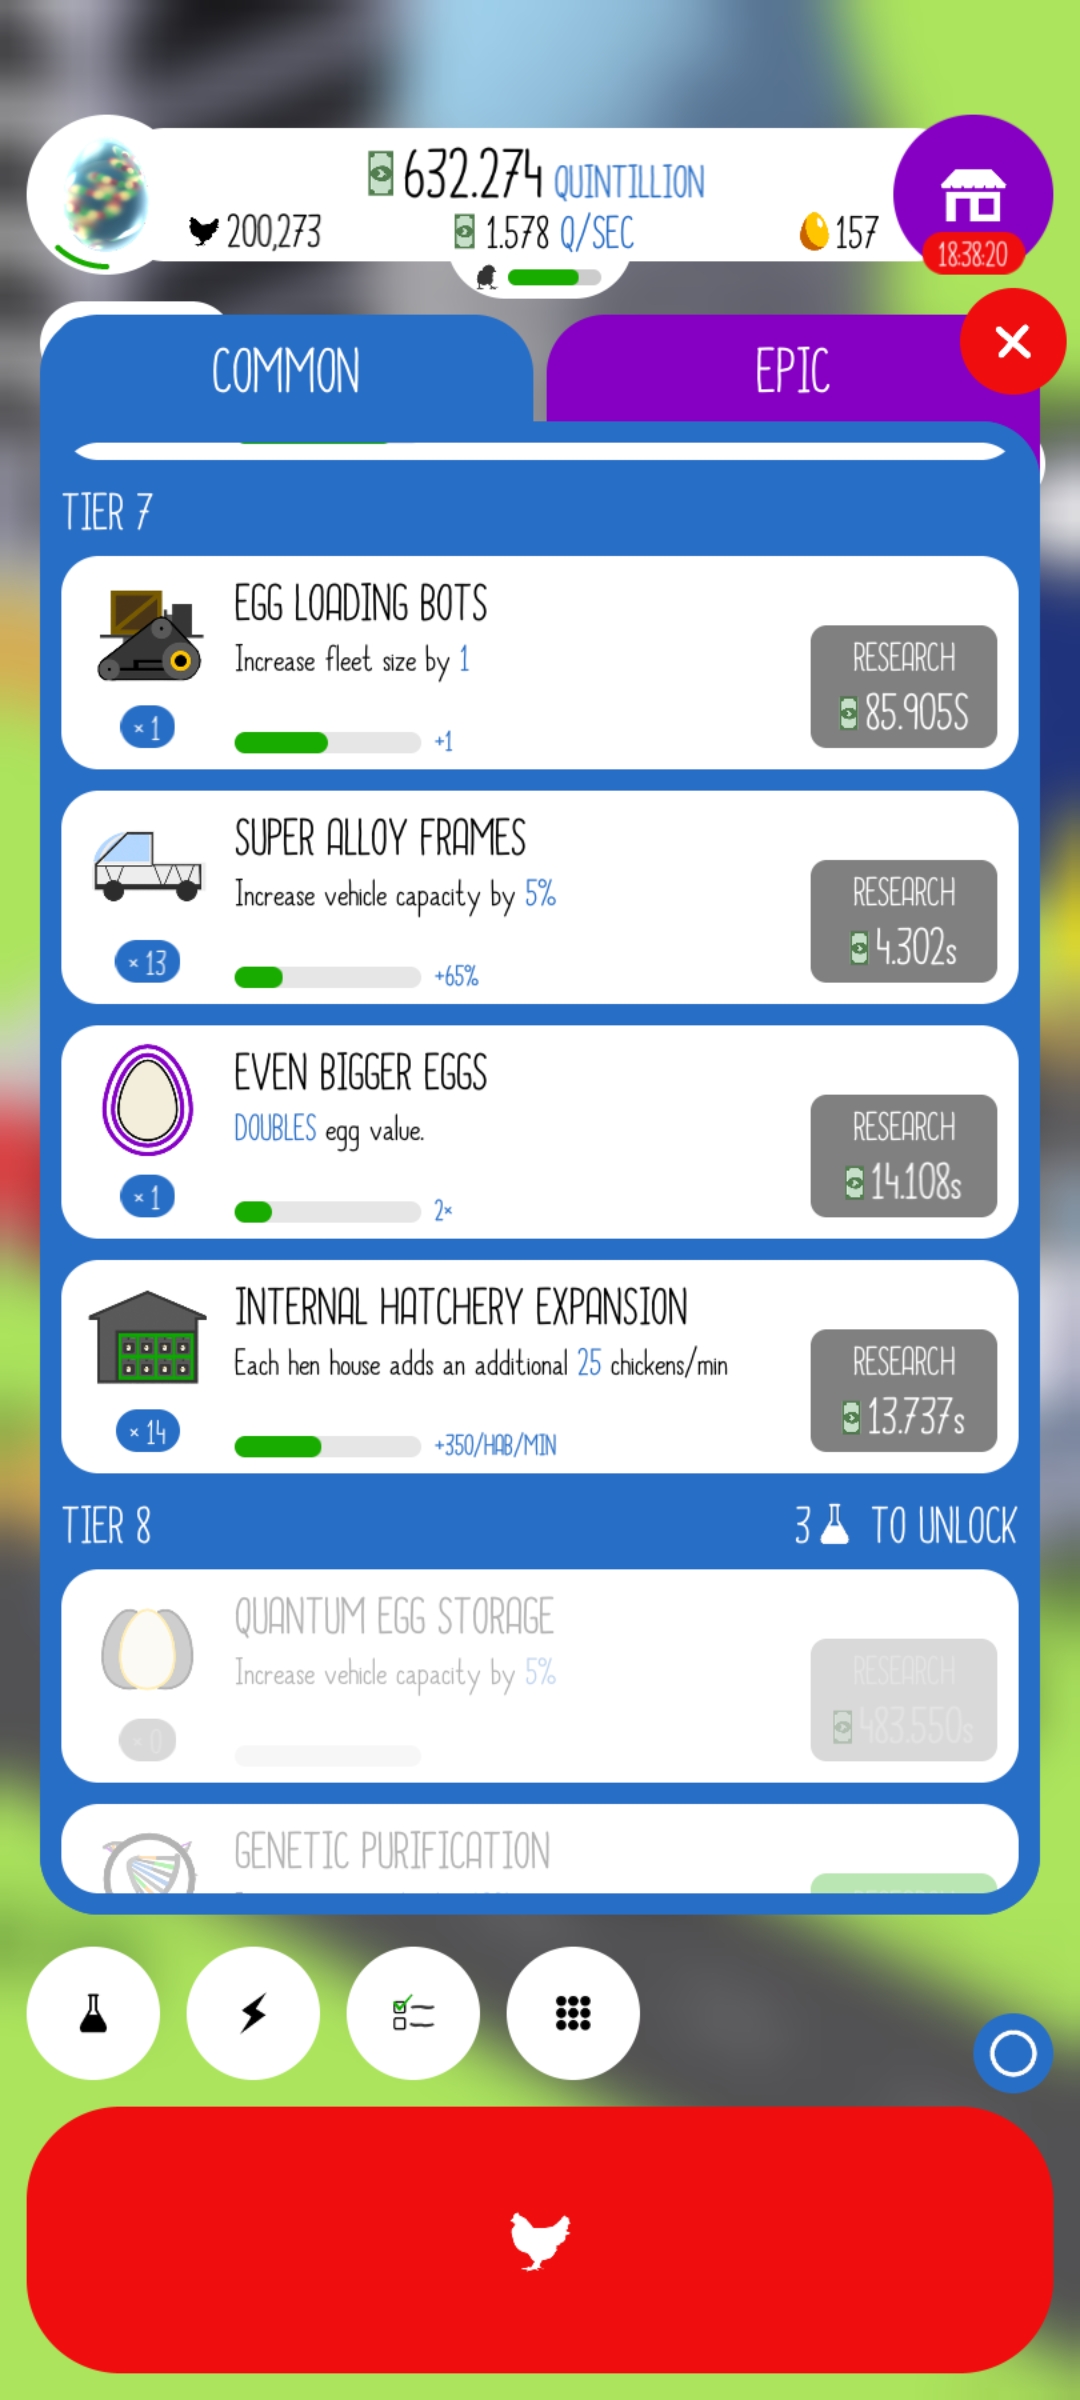 632.274 QUINTILLION
200,273
1.578 Q/SEC
157
18:38:20
COMMON
EPIC
TIER 7
EGG LOADING BOTS
Increase fleet size by 1
RESEARCH
85.905S
× 1
+1
SUPER ALLOY FRAMES
Increase vehicle capacity by 5%
RESEARCH
4.302s
× 13
+65%
EVEN BIGGER EGGS
DOUBLES egg value.
RESEARCH
14.108s
× 1
2×
INTERNAL HATCHERY EXPANSION
Each hen house adds an additional 25 chickens/min
RESEARCH
13.737s
× 14
+350/HAB/MIN
TIER 8
3 TO UNLOCK
QUANTUM EGG STORAGE
Increase vehicle capacity by 5%
RESEARCH
483.550s
× 0
GENETIC PURIFICATION